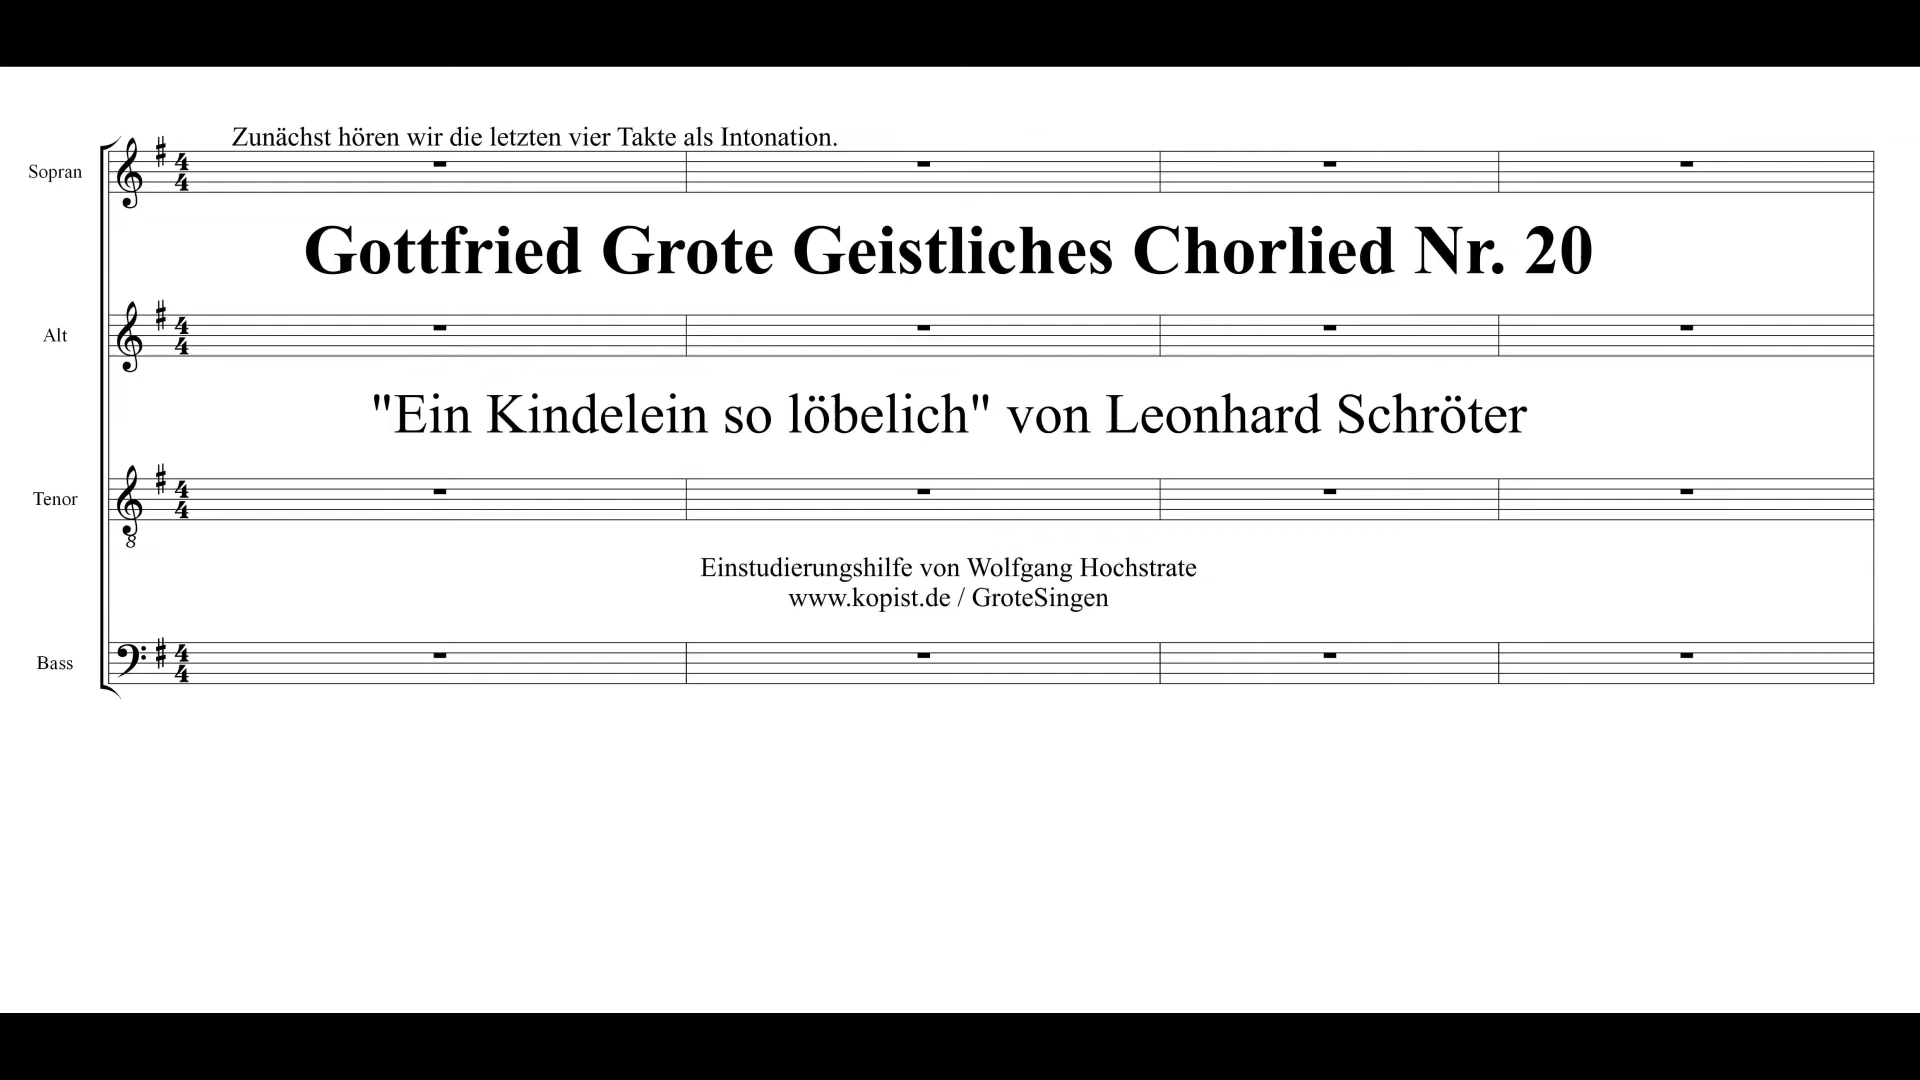 Zunächst hören wir die letzten vier Takte als Intonation.
Sopran
Gottfried Grote Geistliches Chorlied Nr. 20
Alt
"Ein Kindelein so löbelich" von Leonhard Schröter
Tenor
Einstudierungshilfe von Wolfgang Hochstrate
www.kopist.de / GroteSingen
Bass